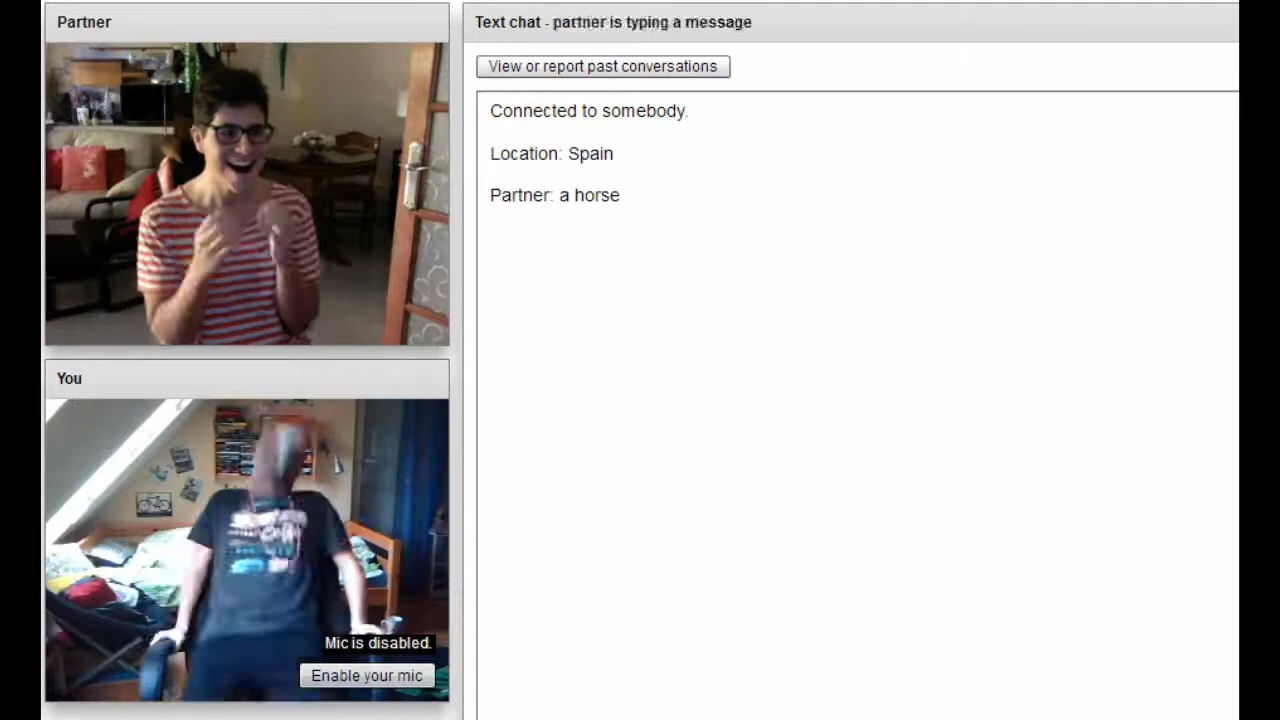 Partner
Text chat - partner is typing a message
View or report past conversations
Connected to somebody.
Location: Spain
Partner: a horse
You
Mic is disabled.
Enable your mic